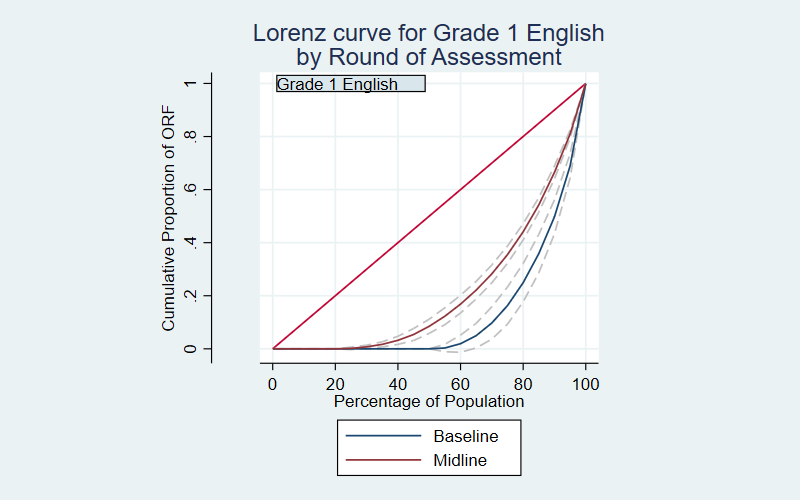 Lorenz curve for Grade 1 English
by Round of Assessment
Grade 1 English
Cumulative Proportion of ORF
1
.8
.6
.4
.2
0
0 20 40 60 80 100
Percentage of Population
Baseline
Midline